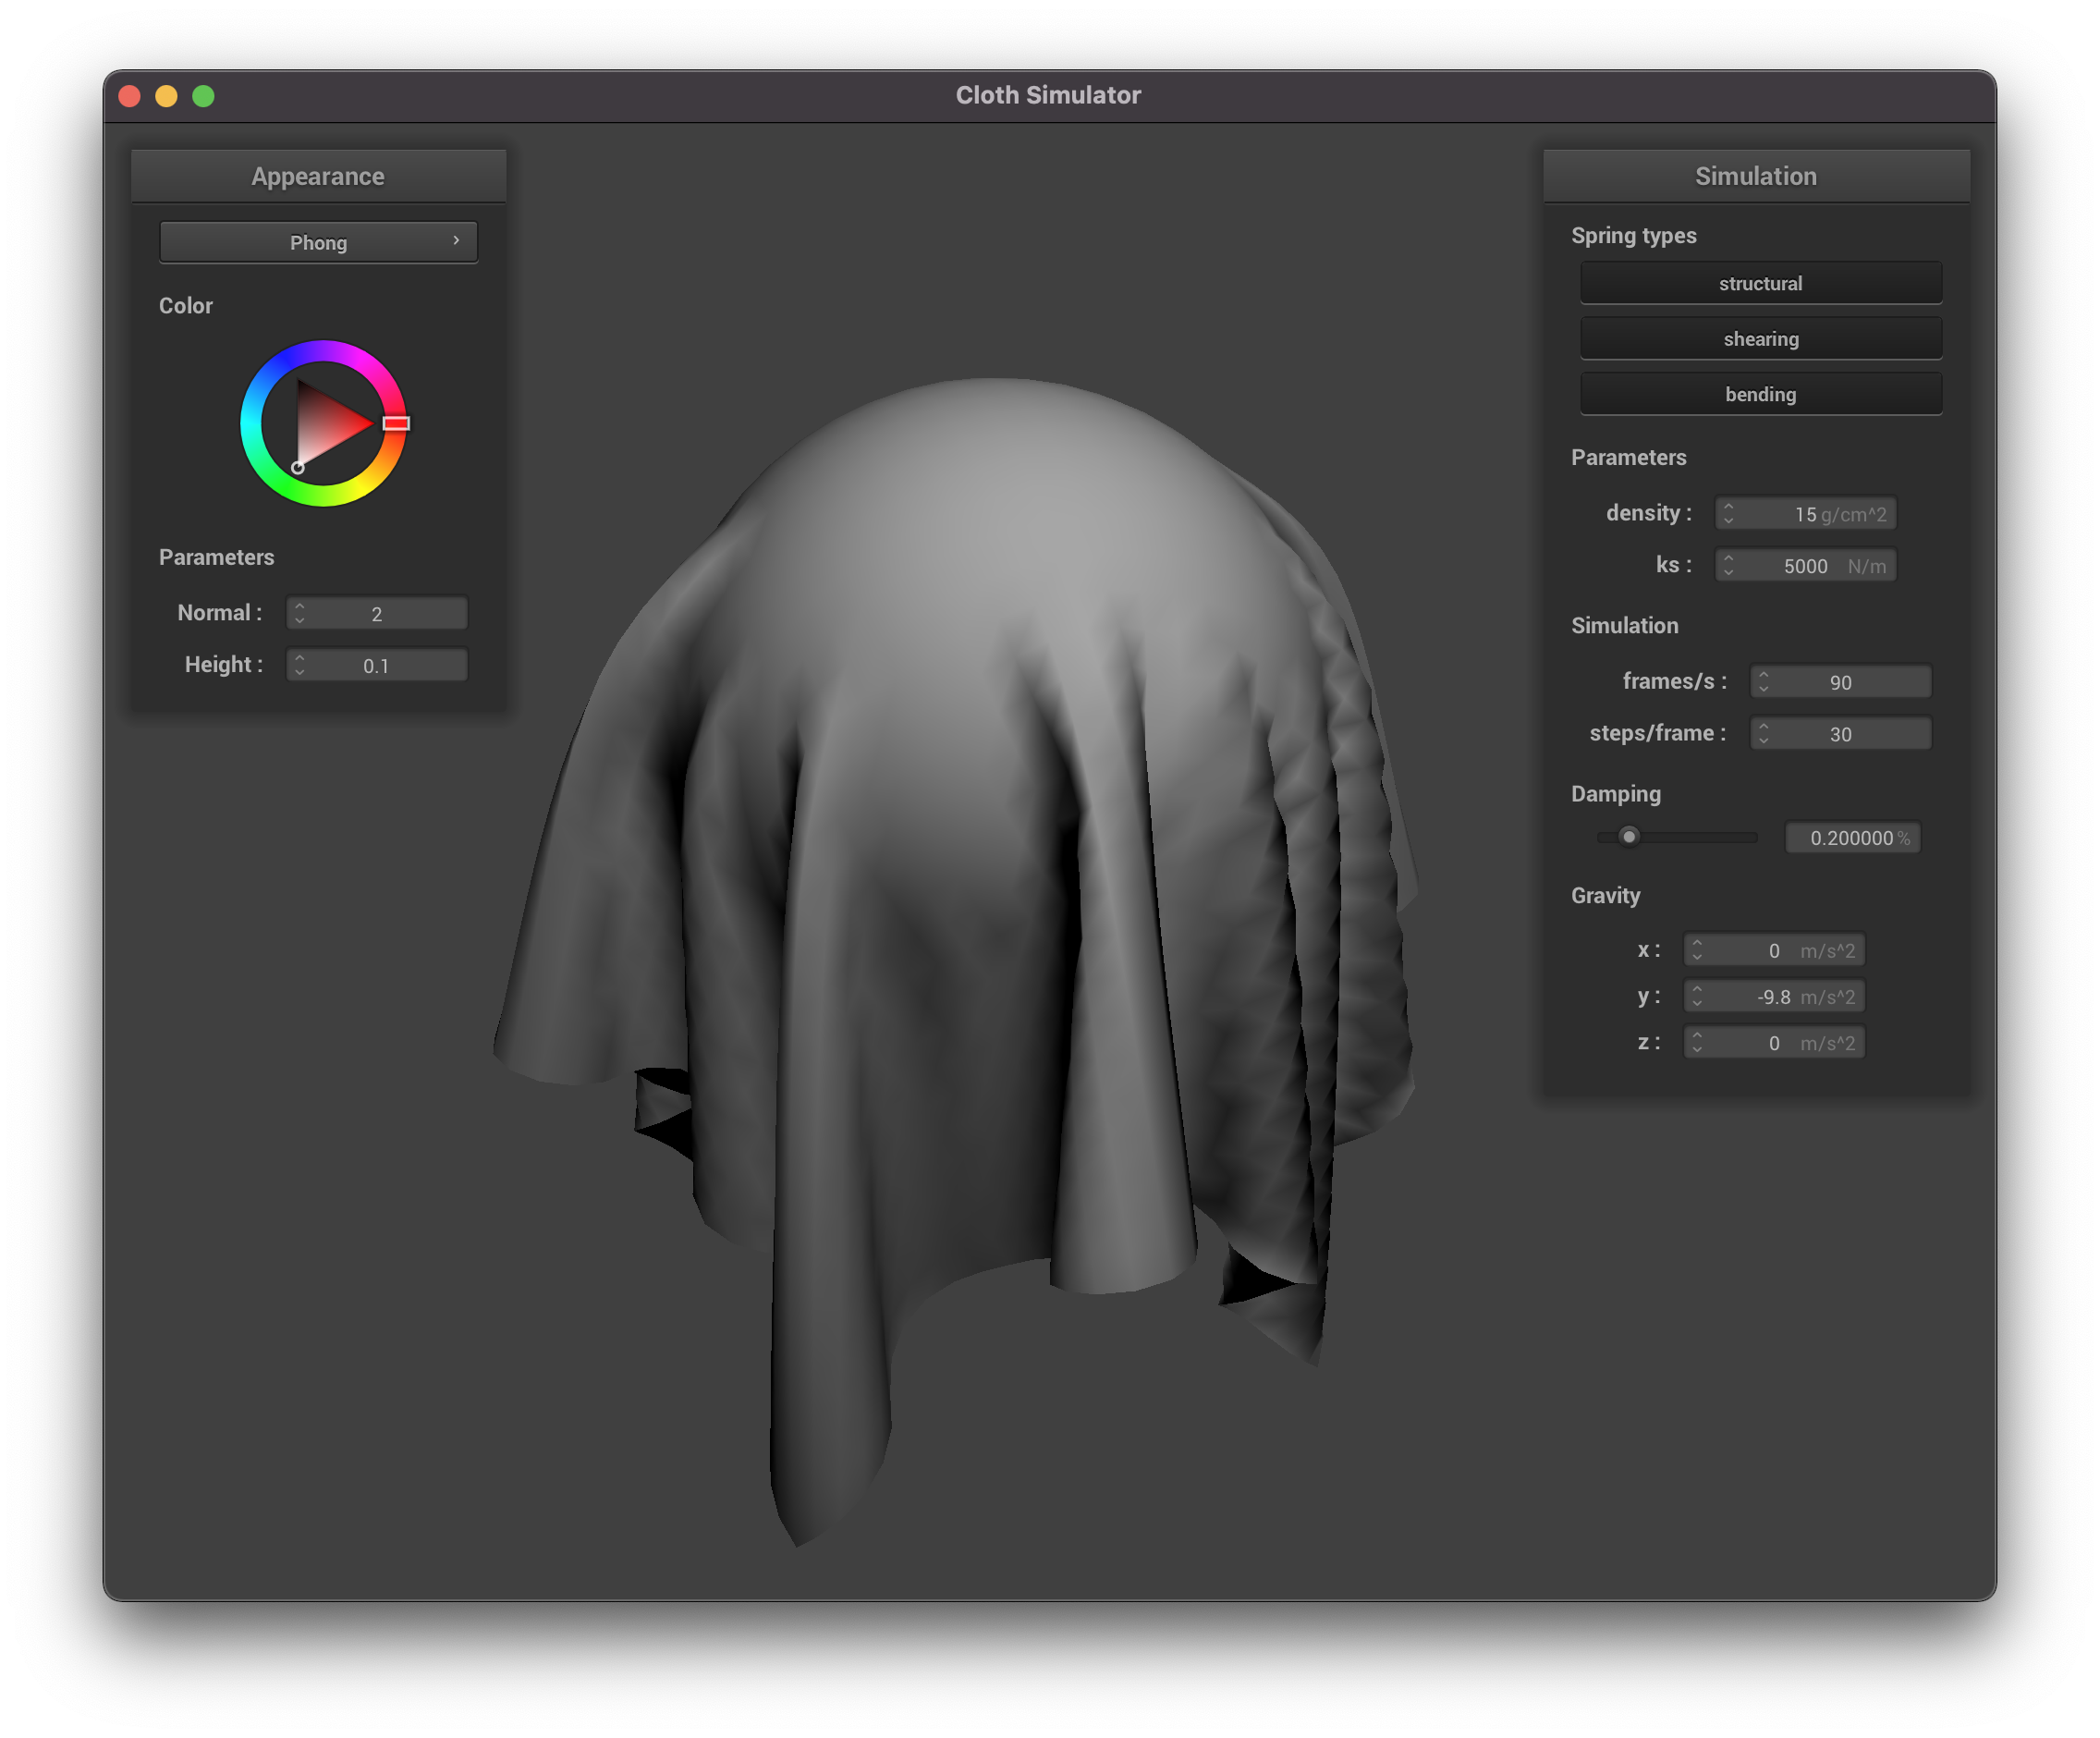 Cloth Simulator
Appearance
Phong
Color
Parameters
Normal : 2
Height : 0.1
Simulation
Spring types
structural
shearing
bending
Parameters
density : 15 g/cm^2
ks : 5000 N/m
Simulation
frames/s : 90
steps/frame : 30
Damping
0.200000 %
Gravity
x : 0 m/s^2
y : -9.8 m/s^2
z : 0 m/s^2